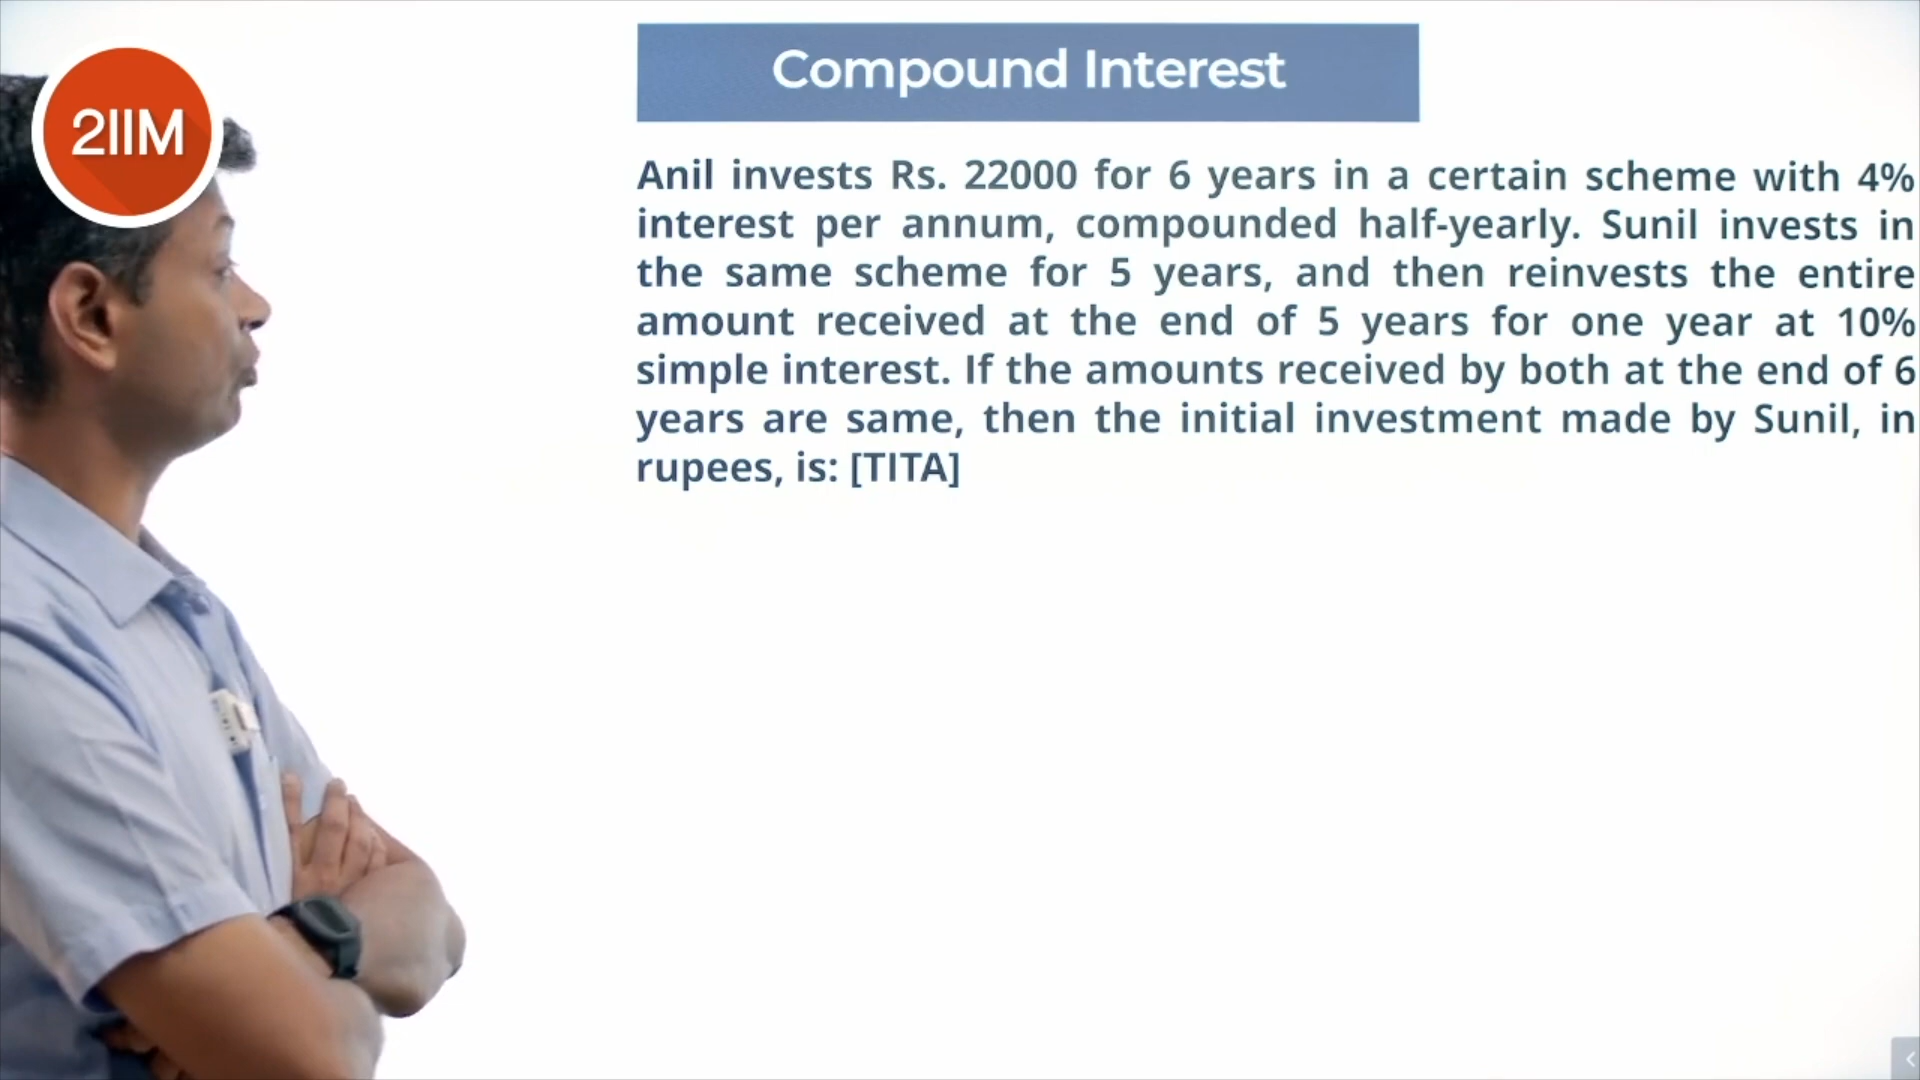 2IIM
Compound Interest
Anil invests Rs. 22000 for 6 years in a certain scheme with 4%
interest per annum, compounded half-yearly. Sunil invests in
the same scheme for 5 years, and then reinvests the entire
amount received at the end of 5 years for one year at 10%
simple interest. If the amounts received by both at the end of 6
years are same, then the initial investment made by Sunil, in
rupees, is: [TITA]